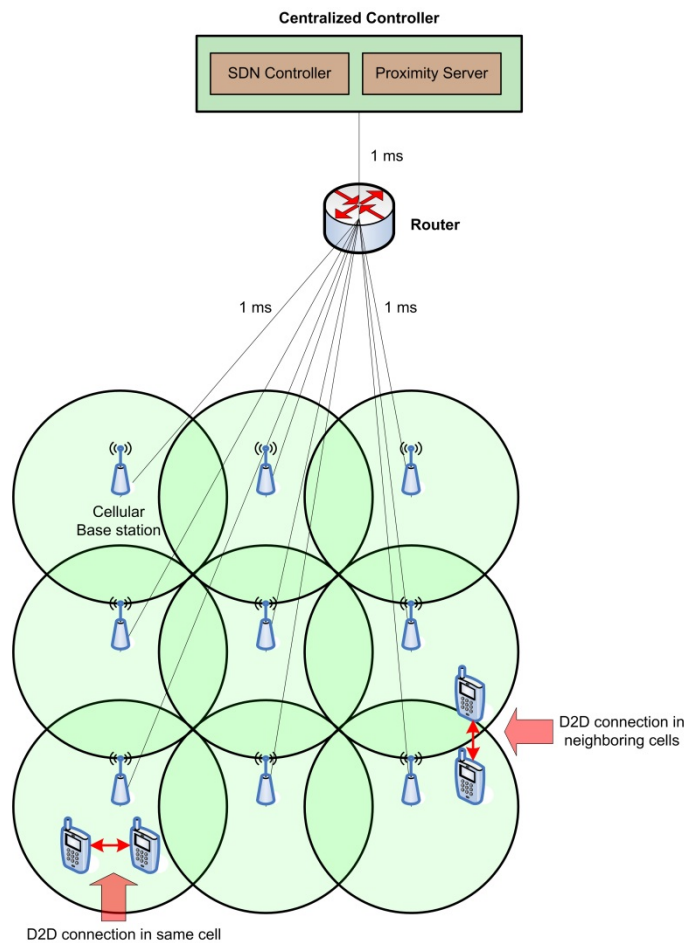 Centralized Controller
SDN Controller
Proximity Server
1 ms
Router
1 ms
1 ms
Cellular
Base station
D2D connection in
neighboring cells
D2D connection in same cell